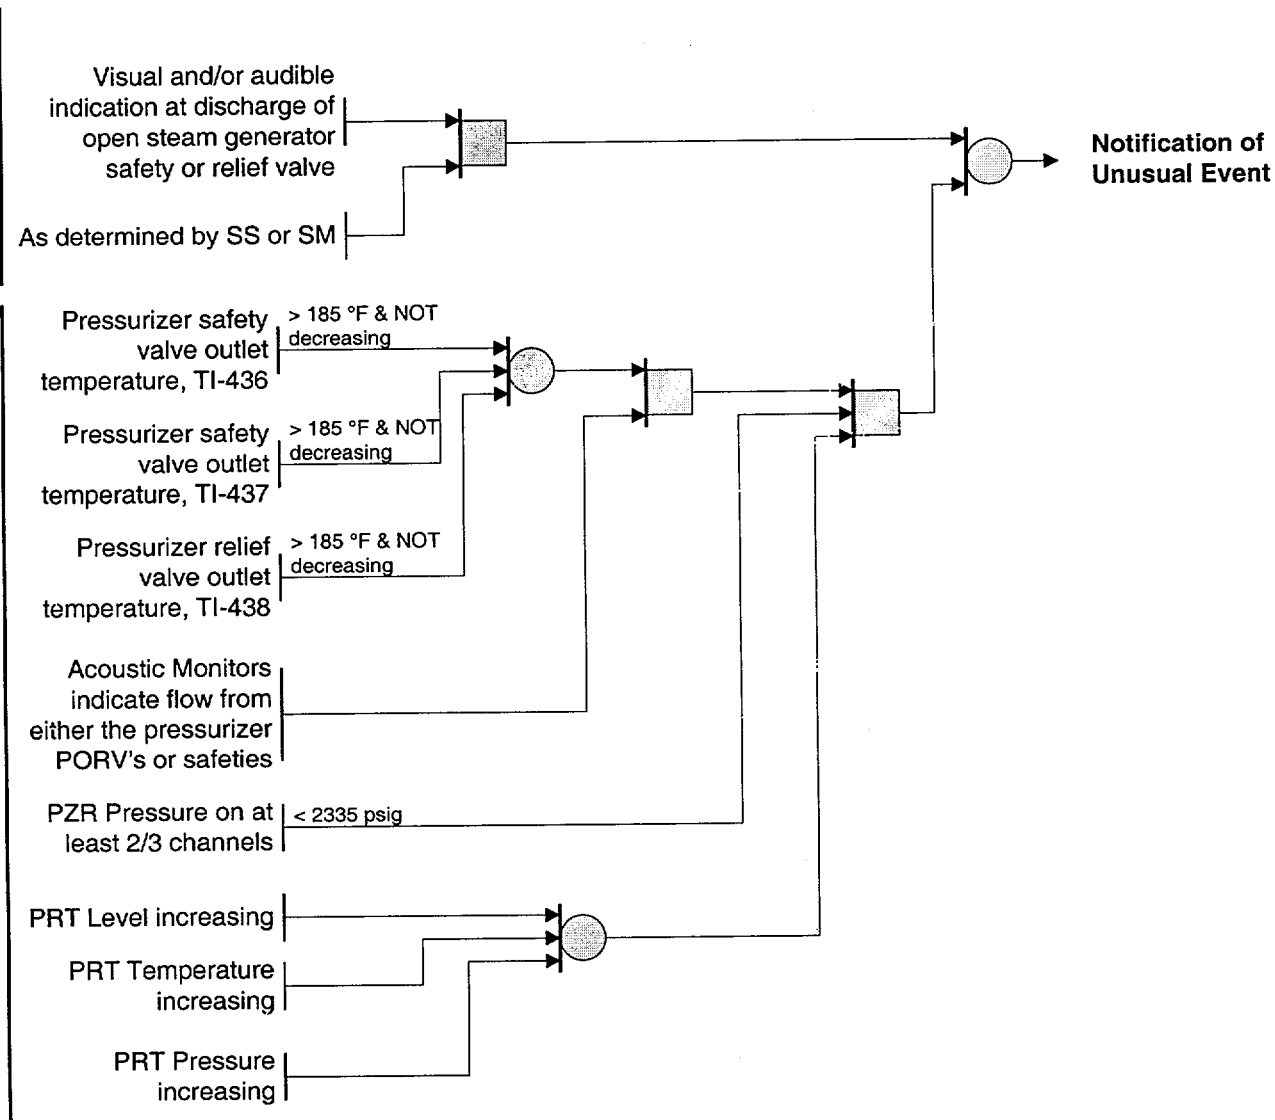 Visual and/or audible
indication at discharge of
open steam generator
safety or relief valve
Notification of
Unusual Event
As determined by SS or SM
Pressurizer safety
valve outlet
temperature, TI-436
> 185 °F & NOT
decreasing
Pressurizer safety
valve outlet
temperature, TI-437
> 185 °F & NOT
decreasing
Pressurizer relief
valve outlet
temperature, TI-438
> 185 °F & NOT
decreasing
Acoustic Monitors
indicate flow from
either the pressurizer
PORV's or safeties
PZR Pressure on at
least 2/3 channels
< 2335 psig
PRT Level increasing
PRT Temperature
increasing
PRT Pressure
increasing